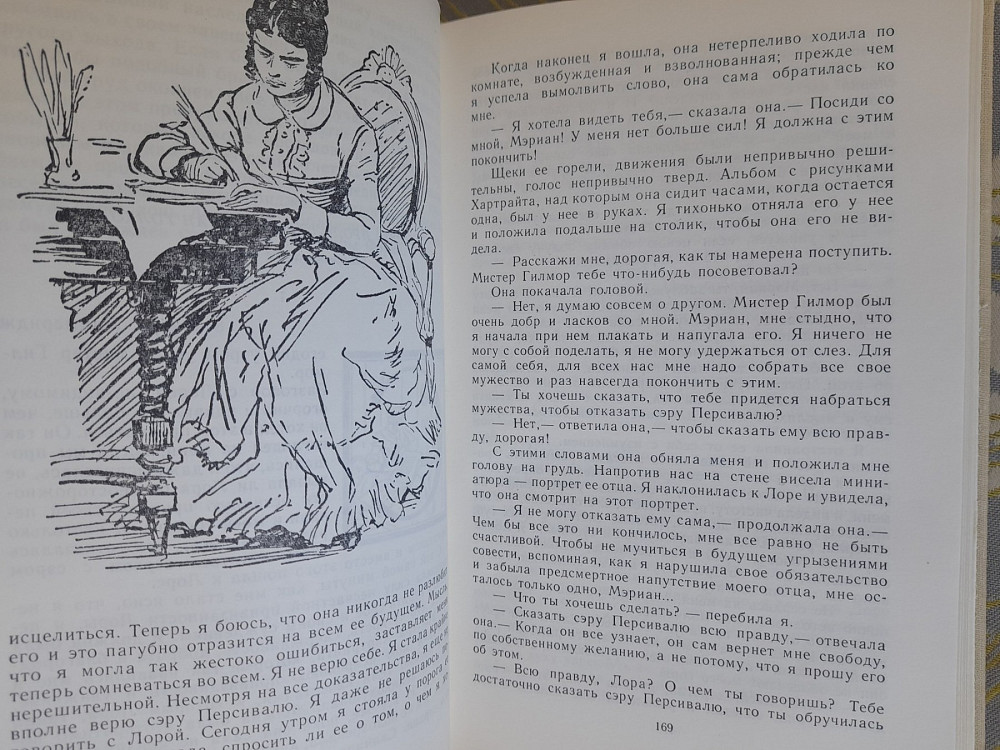 исцелиться. Теперь я боюсь, что она никогда не разлюбит
его и это пагубно отразится на всем ее будущем. Мысль,
что я могла так жестоко ошибиться, заставляет меня
теперь сомневаться во всем. Я не верю себе. Я стала крайне
нерешительной. Несмотря на все доказательства, я еще не
вполне верю сэру Персивалю. Я даже не решаюсь
говорить с Лорой. Сегодня утром я стояла у порога
спросить ли ее о том, о чем я
Когда наконец я вошла, она нетерпеливо ходила по
комнате, возбужденная и взволнованная; прежде чем
я успела вымолвить слово, она сама обратилась ко
мне.
— Я хотела видеть тебя,— сказала она.— Посиди со
мной, Мэриан! У меня нет больше сил! Я должна с этим
покончить!
Щеки ее горели, движения были непривычно реши-
тельны, голос непривычно тверд. Альбом с рисунками
Хартрайта, над которым она сидит часами, когда остается
одна, был у нее в руках. Я тихонько отняла его у нее
и положила подальше на столик, чтобы она его не ви-
дела.
— Расскажи мне, дорогая, как ты намерена поступить.
Мистер Гилмор тебе что-нибудь посоветовал?
Она покачала головой.
— Нет, я думаю совсем о другом. Мистер Гилмор был
очень добр и ласков со мной. Мэриан, мне стыдно, что
я начала при нем плакать и напугала его. Я ничего не
могу с собой поделать, я не могу удержаться от слез. Для
самой себя, для всех нас мне надо собрать все свое
мужество и раз навсегда покончить с этим.
— Ты хочешь сказать, что тебе придется набраться
мужества, чтобы отказать сэру Персивалю?
— Нет,— ответила она,— чтобы сказать ему всю прав-
ду, дорогая!
С этими словами она обняла меня и положила мне
голову на грудь. Напротив нас на стене висела мини-
атюра — портрет ее отца. Я наклонилась к Лоре и увидела,
что она смотрит на этот портрет.
— Я не могу отказать ему сама,— продолжала она.—
Чем бы все это ни кончилось, мне все равно не быть
счастливой. Чтобы не мучиться в будущем угрызениями
совести, вспоминая, как я нарушила свое обязательство
и забыла предсмертное напутствие моего отца, мне ос-
талось только одно, Мэриан...
— Что ты хочешь сделать? — перебила я.
— Сказать сэру Персивалю всю правду,— отвечала
она.— Когда он все узнает, он сам вернет мне свободу,
по собственному желанию, а не потому, что я прошу его
об этом.
— Всю правду, Лора? О чем ты говоришь? Тебе
достаточно сказать сэру Персивалю, что ты обручилась
169